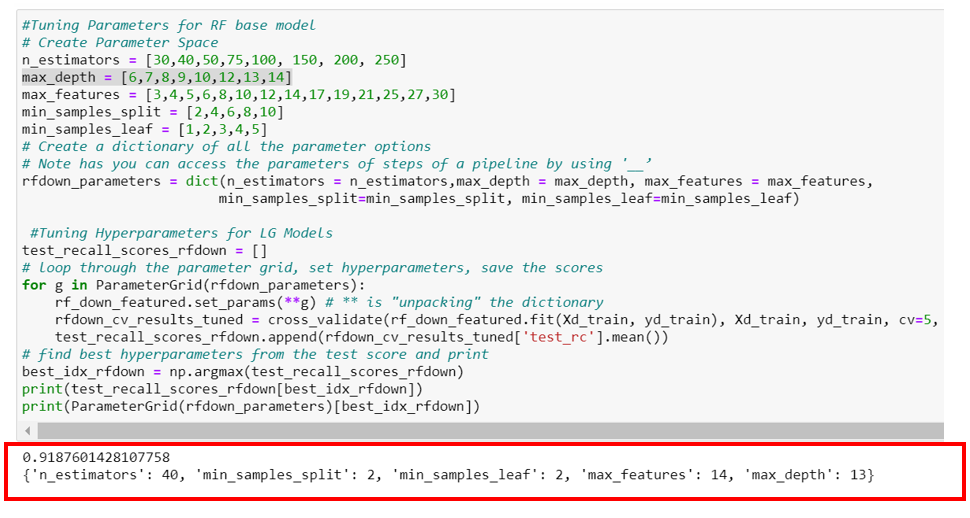 #Tuning Parameters for RF base model
# Create Parameter Space
n_estimators = [30,40,50,75,100, 150, 200, 250]
max_depth = [6,7,8,9,10,12,13,14]
max_features = [3,4,5,6,8,10,12,14,17,19,21,25,27,30]
min_samples_split = [2,4,6,8,10]
min_samples_leaf = [1,2,3,4,5]
# Create a dictionary of all the parameter options
# Note has you can access the parameters of steps of a pipeline by using '__’
rfdown_parameters = dict(n_estimators = n_estimators,max_depth = max_depth, max_features = max_features,
                         min_samples_split=min_samples_split, min_samples_leaf=min_samples_leaf)
 #Tuning Hyperparameters for LG Models
test_recall_scores_rfdown = []
# loop through the parameter grid, set hyperparameters, save the scores
for g in ParameterGrid(rfdown_parameters):
    rf_down_featured.set_params(**g) # ** is "unpacking" the dictionary
    rfdown_cv_results_tuned = cross_validate(rf_down_featured.fit(Xd_train, yd_train), Xd_train, yd_train, cv=5,
    test_recall_scores_rfdown.append(rfdown_cv_results_tuned['test_rc'].mean())
# find best hyperparameters from the test score and print
best_idx_rfdown = np.argmax(test_recall_scores_rfdown)
print(test_recall_scores_rfdown[best_idx_rfdown])
print(ParameterGrid(rfdown_parameters)[best_idx_rfdown])
0.9187601428107758
{'n_estimators': 40, 'min_samples_split': 2, 'min_samples_leaf': 2, 'max_features': 14, 'max_depth': 13}